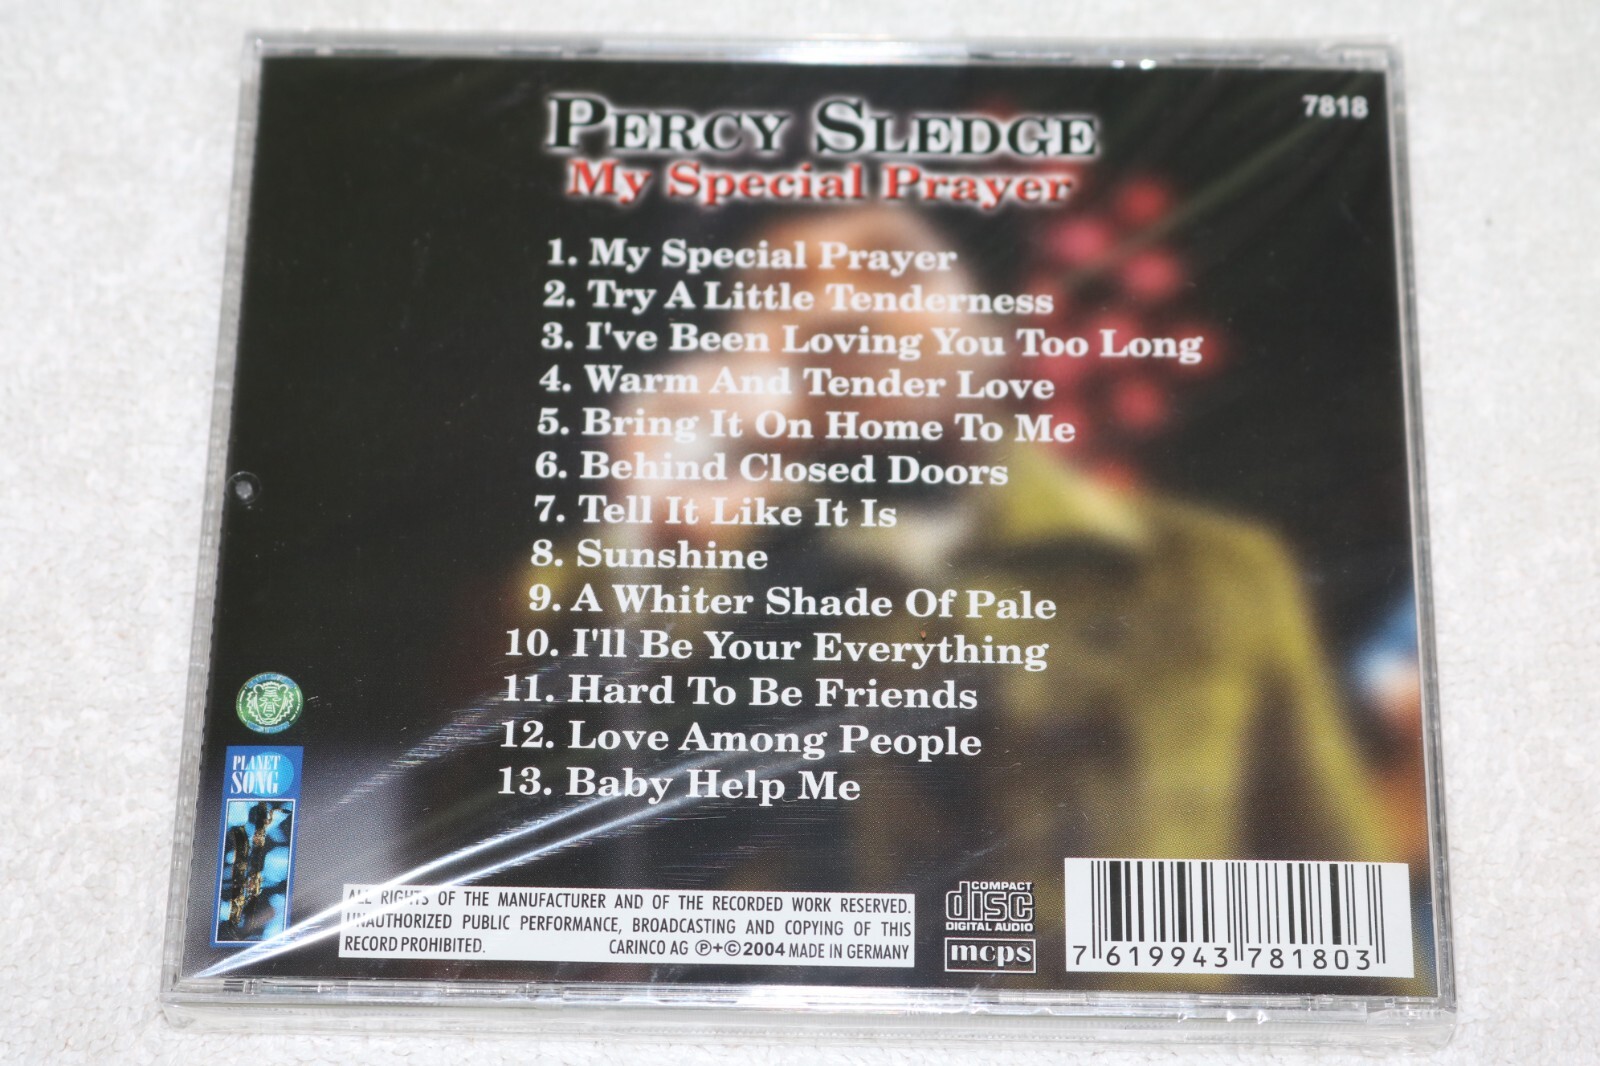 7818
PERCY SLEDGE
My Special Prayer
1. My Special Prayer
2. Try A Little Tenderness
3. I've Been Loving You Too Long
4. Warm And Tender Love
5. Bring It On Home To Me
6. Behind Closed Doors
7. Tell It Like It Is
8. Sunshine
9. A Whiter Shade Of Pale
10. I'll Be Your Everything
11. Hard To Be Friends
12. Love Among People
13. Baby Help Me
PLANET
SONG
ALL RIGHTS OF THE MANUFACTURER AND OF THE RECORDED WORK RESERVED.
UNAUTHORIZED PUBLIC PERFORMANCE, BROADCASTING AND COPYING OF THIS
RECORD PROHIBITED. CARINCO AG ℗+© 2004 MADE IN GERMANY
COMPACT
disc
DIGITAL AUDIO
mcps
7 619943 781803